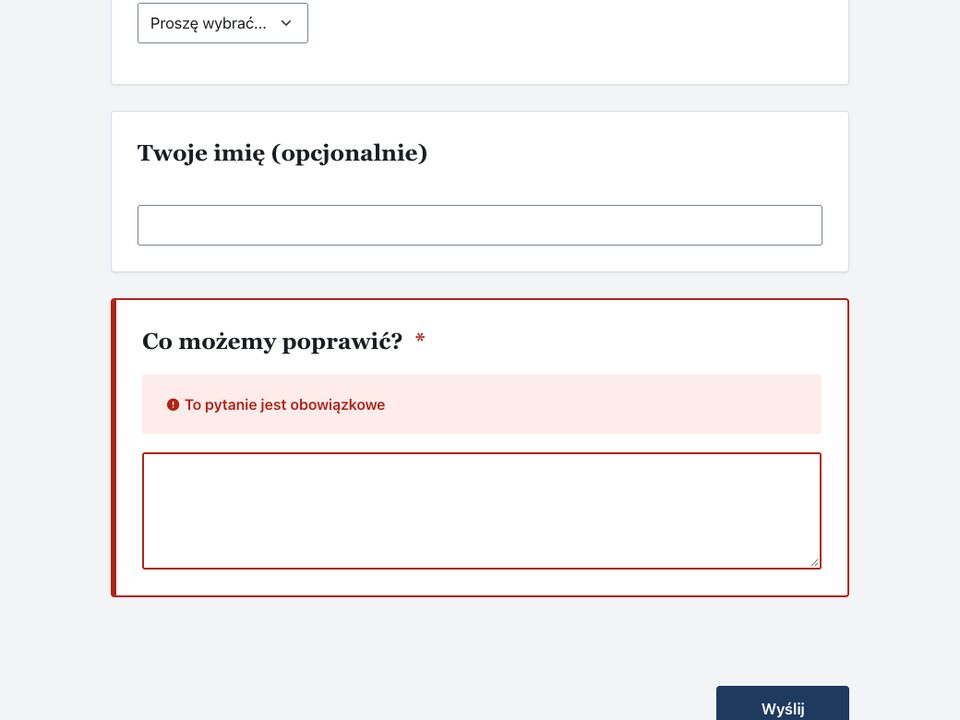 Proszę wybrać...
Twoje imię (opcjonalnie)
Co możemy poprawić? *
To pytanie jest obowiązkowe
Wyślij